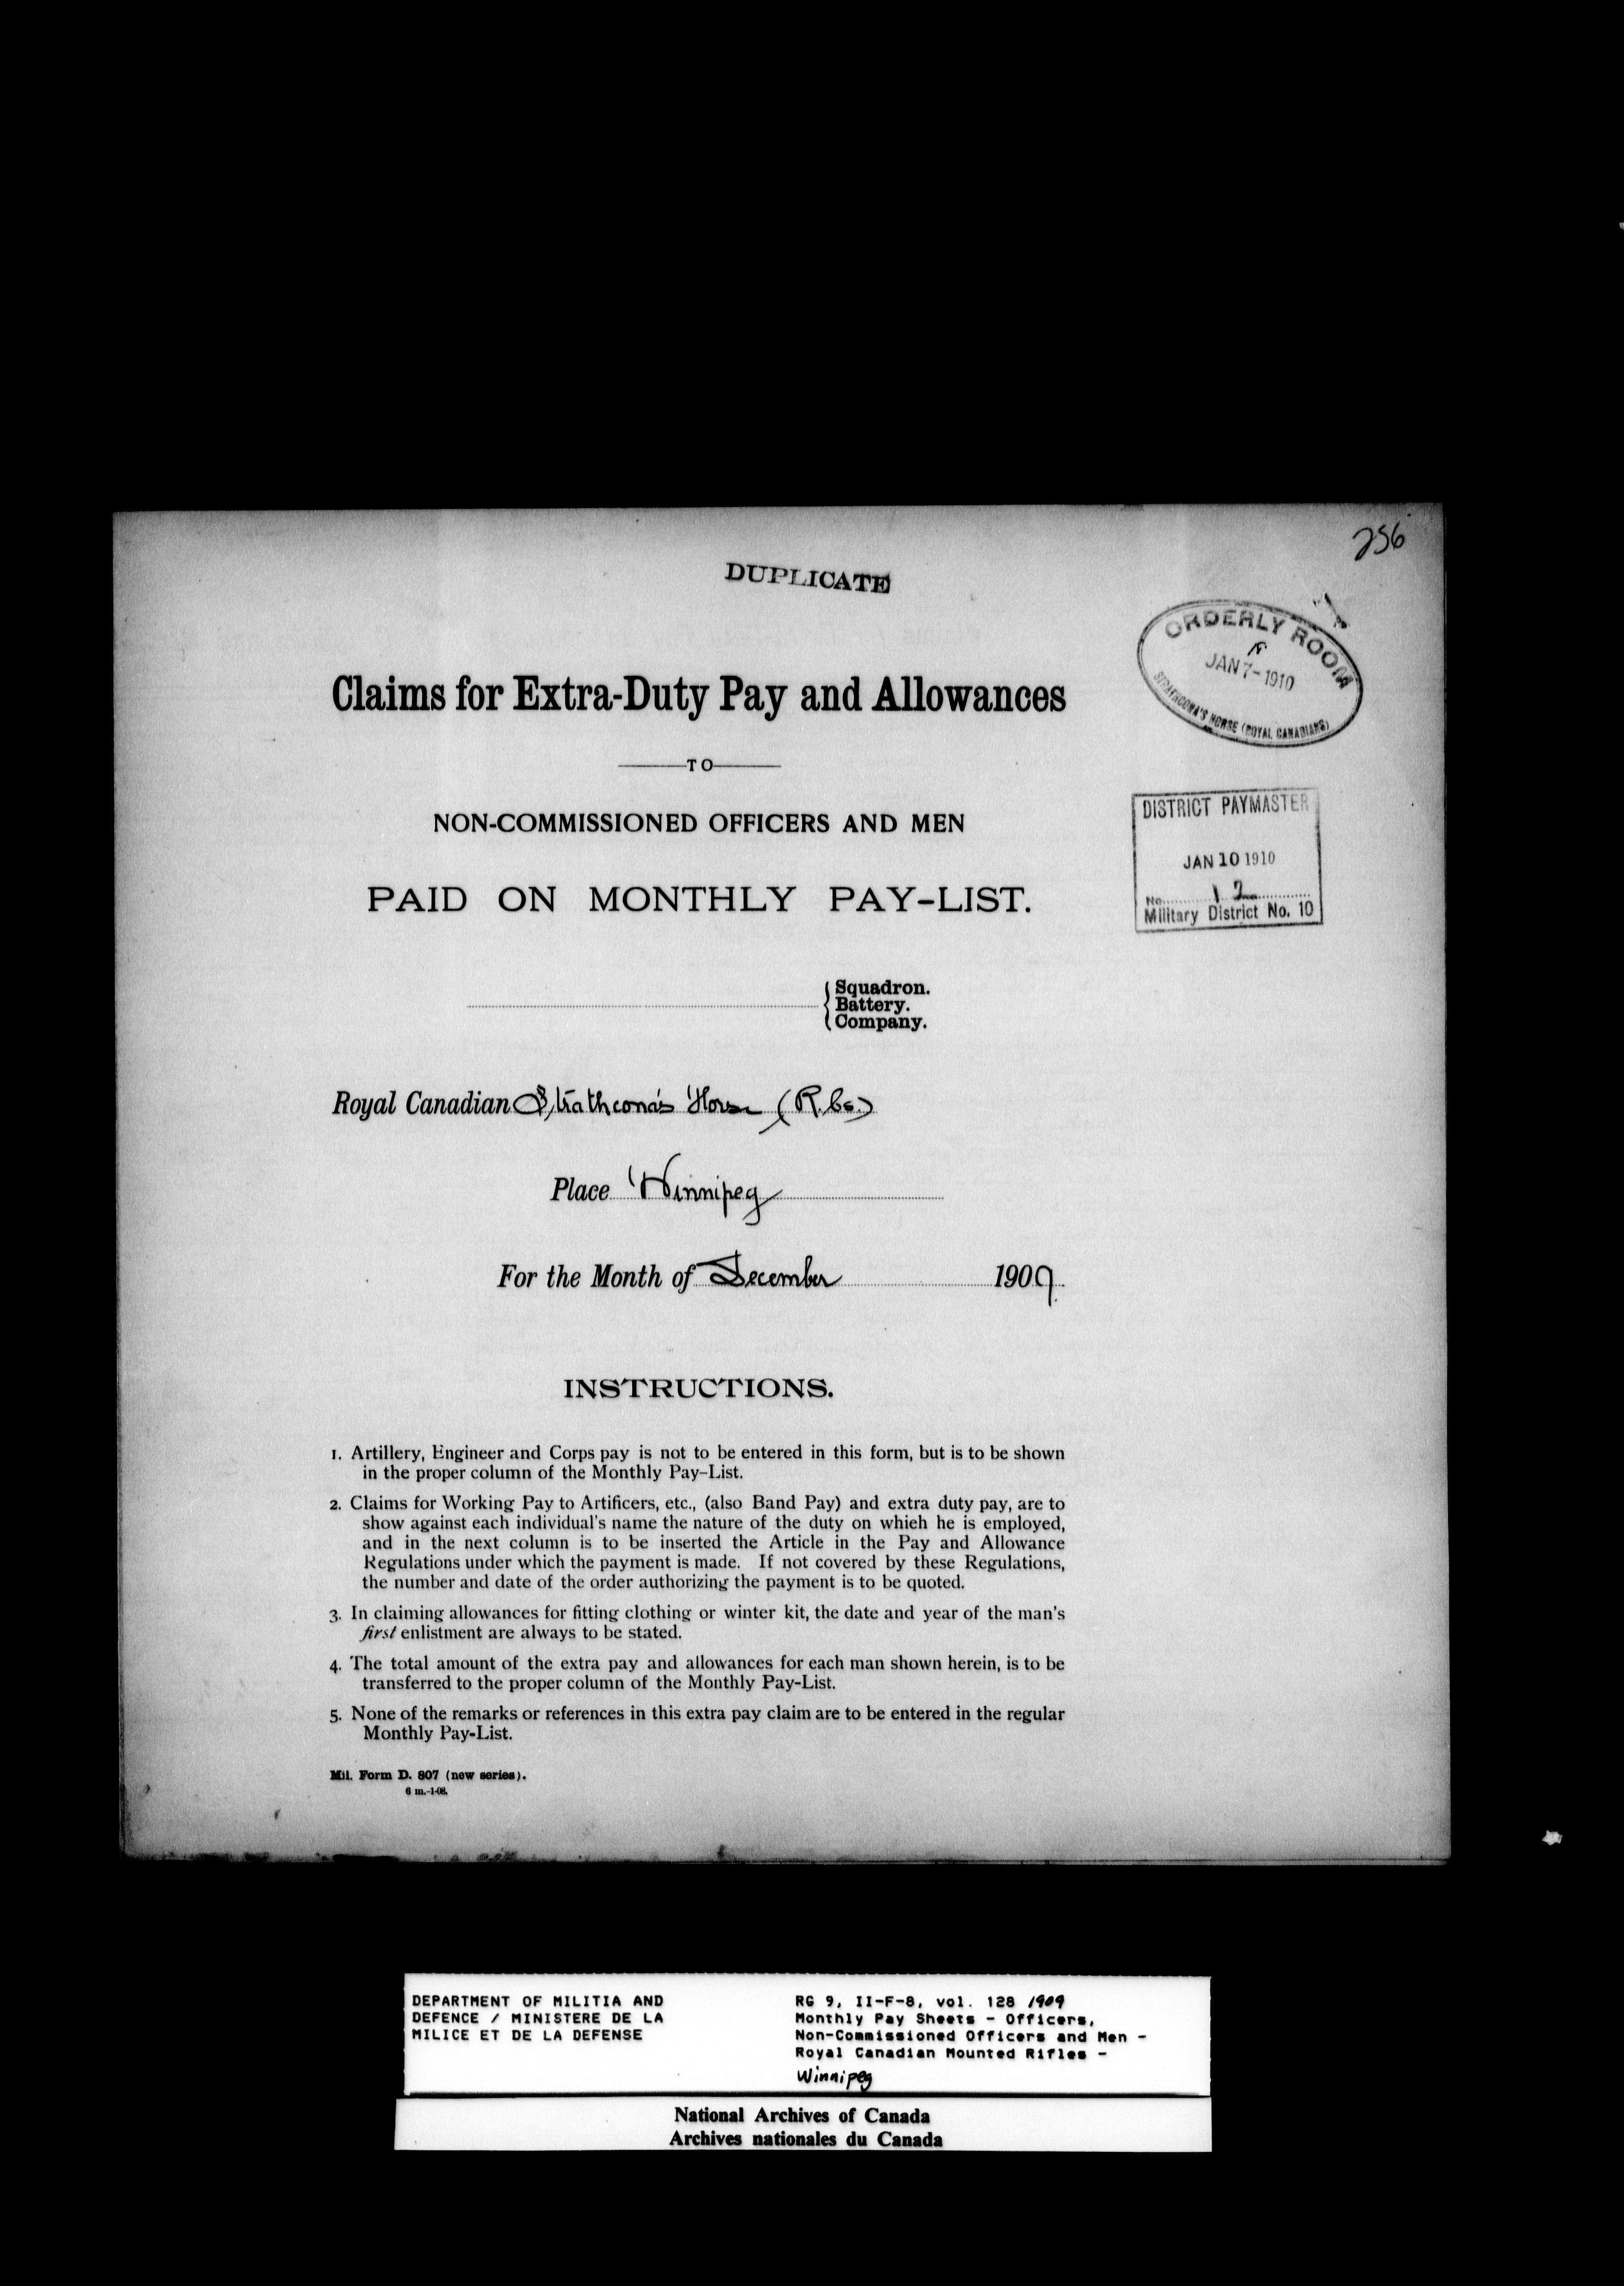 256
DUPLICATE
ORDERLY ROOM
JAN 7-1910
STRATHCONA'S HORSE (ROYAL CANADIANS)
Claims for Extra-Duty Pay and Allowances
TO
NON-COMMISSIONED OFFICERS AND MEN
PAID ON MONTHLY PAY-LIST.
DISTRICT PAYMASTER
JAN 10 1910
No. 12
Military District No. 10
Squadron.
Battery.
Company.
Royal Canadian Strathcona's Horse (R.Cs.)
Place Winnipeg
For the Month of December 1909.
INSTRUCTIONS.
1. Artillery, Engineer and Corps pay is not to be entered in this form, but is to be shown
in the proper column of the Monthly Pay-List.
2. Claims for Working Pay to Artificers, etc., (also Band Pay) and extra duty pay, are to
show against each individual's name the nature of the duty on which he is employed,
and in the next column is to be inserted the Article in the Pay and Allowance
Regulations under which the payment is made. If not covered by these Regulations,
the number and date of the order authorizing the payment is to be quoted.
3. In claiming allowances for fitting clothing or winter kit, the date and year of the man's
first enlistment are always to be stated.
4. The total amount of the extra pay and allowances for each man shown herein, is to be
transferred to the proper column of the Monthly Pay-List.
5. None of the remarks or references in this extra pay claim are to be entered in the regular
Monthly Pay-List.
Mil. Form D. 807 (new series).
6 m.-1-08.
DEPARTMENT OF MILITIA AND
DEFENCE / MINISTERE DE LA
MILICE ET DE LA DEFENSE
RG 9, II-F-8, vol. 128 1909
Monthly Pay Sheets - Officers,
Non-Commissioned Officers and Men -
Royal Canadian Mounted Rifles -
Winnipeg
National Archives of Canada
Archives nationales du Canada